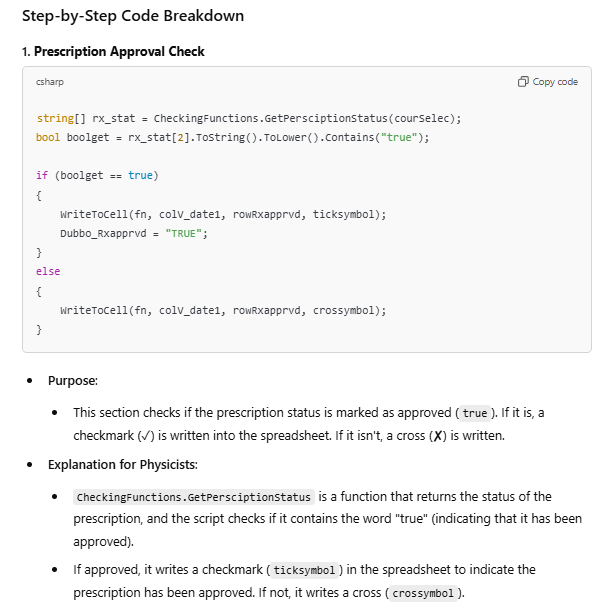 Step-by-Step Code Breakdown
1. Prescription Approval Check
csharp
Copy code
string[] rx_stat = CheckingFunctions.GetPersciptionStatus(courSelec);
bool boolget = rx_stat[2].ToString().ToLower().Contains("true");
if (boolget == true)
{
WriteToCell(fn, colV_date1, rowRxapprvd, ticksymbol);
Dubbo_Rxapprvd = "TRUE";
}
else
{
WriteToCell(fn, colV_date1, rowRxapprvd, crossymbol);
}
• Purpose:
• This section checks if the prescription status is marked as approved ( true ). If it is, a
checkmark (✓) is written into the spreadsheet. If it isn't, a cross (✗) is written.
• Explanation for Physicists:
• CheckingFunctions.GetPersciptionStatus is a function that returns the status of the
prescription, and the script checks if it contains the word "true" (indicating that it has been
approved).
• If approved, it writes a checkmark ( ticksymbol ) in the spreadsheet to indicate the
prescription has been approved. If not, it writes a cross ( crossymbol ).